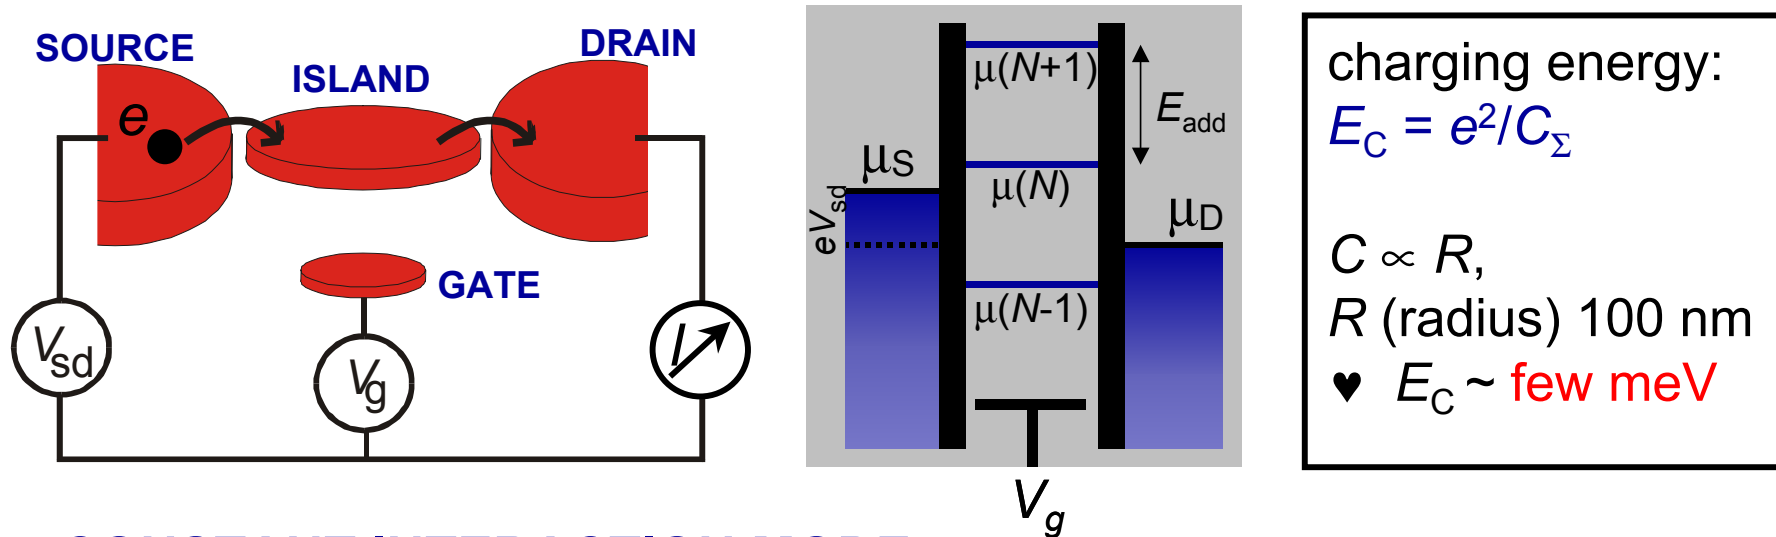 SOURCE
ISLAND
DRAIN
e
GATE
Vsd
Vg
I
μ(N+1)
Eadd
μS
μ(N)
eVsd
μD
μ(N-1)
Vg
charging energy:
EC = e²/CΣ
C ∝ R,
R (radius) 100 nm
♥ EC ~ few meV